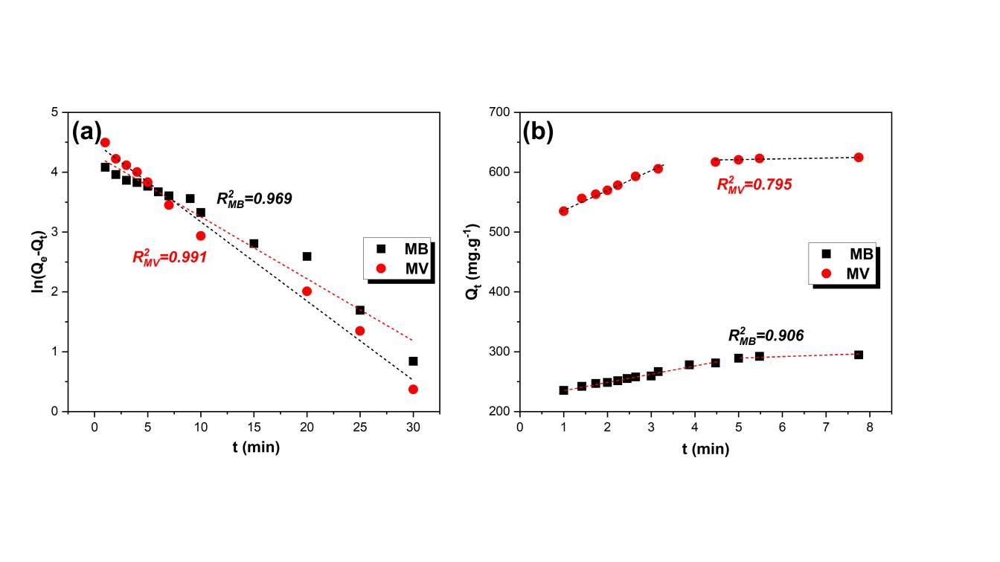 (a)
5
4
3
2
1
0
ln(Qe-Qt)
R²MB=0.969
R²MV=0.991
MB
MV
0 5 10 15 20 25 30
t (min)
(b)
700
600
500
400
300
200
Qt (mg.g-1)
R²MV=0.795
MB
MV
R²MB=0.906
0 1 2 3 4 5 6 7 8
t (min)